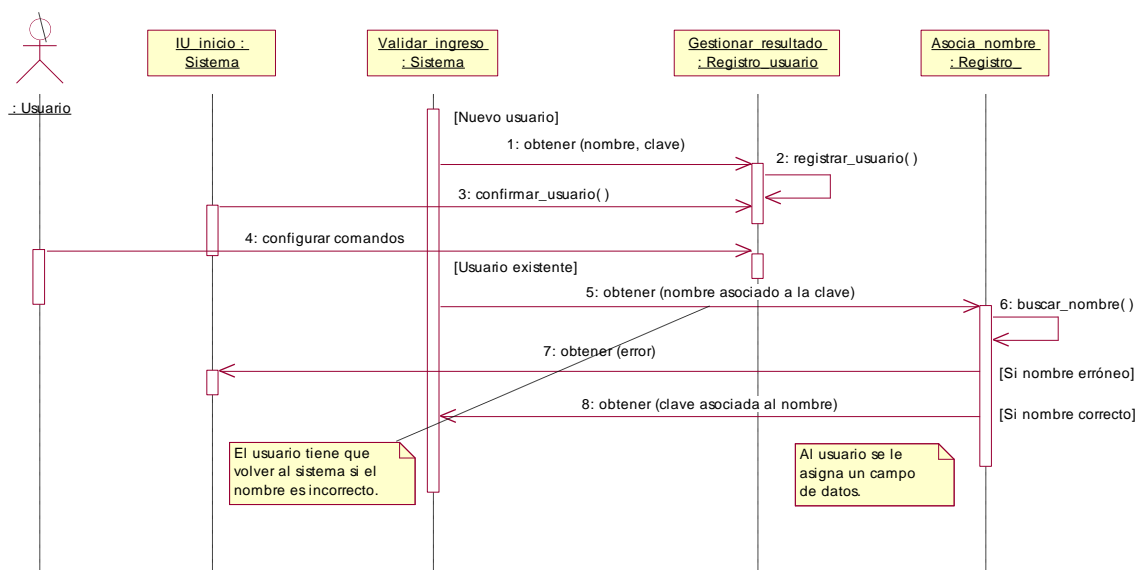 : Usuario
IU_inicio :
Sistema
Validar_ingreso
: Sistema
Gestionar_resultado
: Registro_usuario
Asocia_nombre
: Registro_
[Nuevo usuario]
1: obtener (nombre, clave)
2: registrar_usuario( )
3: confirmar_usuario( )
4: configurar comandos
[Usuario existente]
5: obtener (nombre asociado a la clave)
6: buscar_nombre( )
7: obtener (error)
[Si nombre erróneo]
8: obtener (clave asociada al nombre)
[Si nombre correcto]
El usuario tiene que
volver al sistema si el
nombre es incorrecto.
Al usuario se le
asigna un campo
de datos.